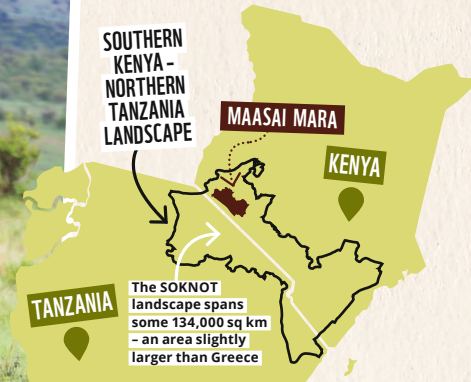 SOUTHERN
KENYA –
NORTHERN
TANZANIA
LANDSCAPE
MAASAI MARA
KENYA
TANZANIA
The SOKNOT
landscape spans
some 134,000 sq km
– an area slightly
larger than Greece